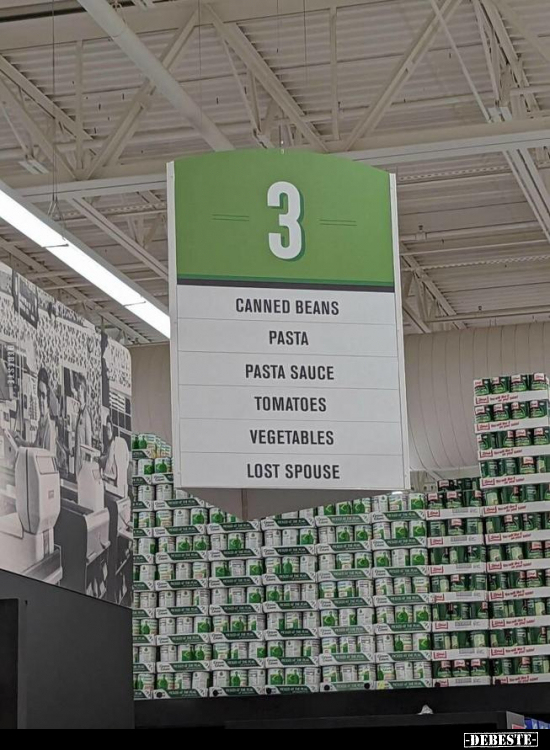 3
CANNED BEANS
PASTA
PASTA SAUCE
TOMATOES
VEGETABLES
LOST SPOUSE
-DEBESTE-